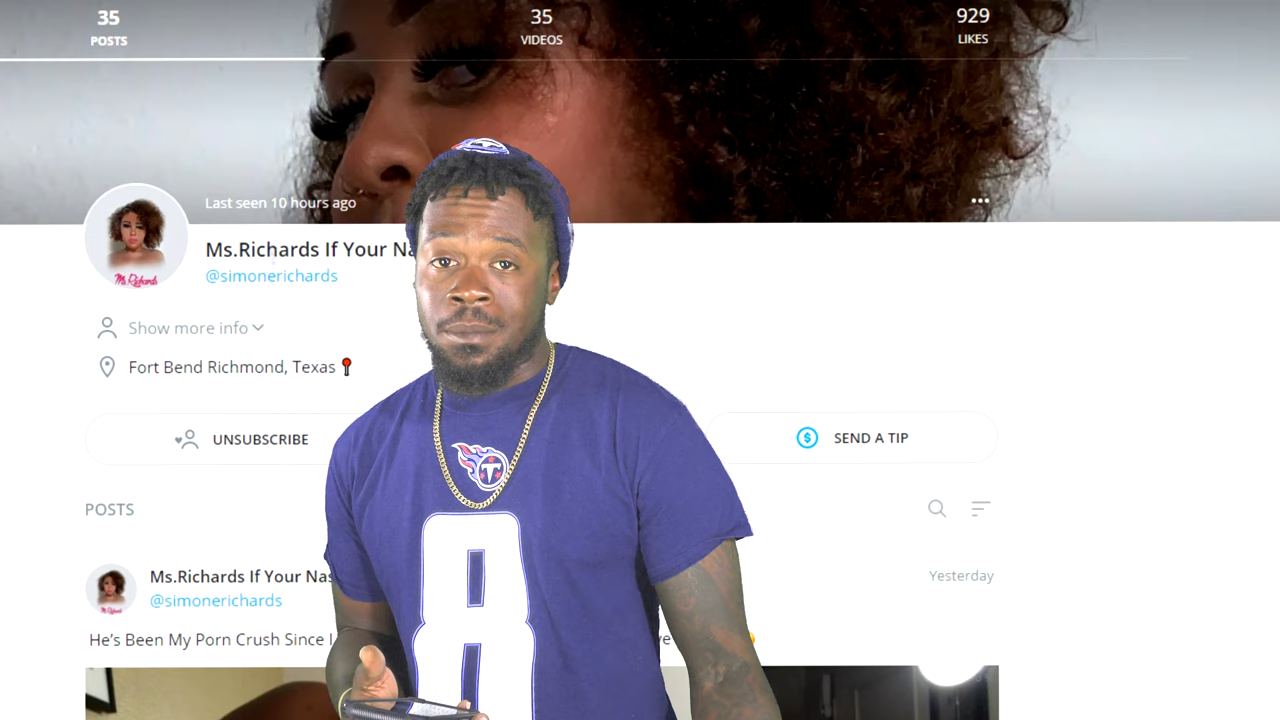 35 35 929
POSTS VIDEOS LIKES
Last seen 10 hours ago
Ms.Richards If Your Na
@simonerichards
Show more info
Fort Bend Richmond, Texas
UNSUBSCRIBE SEND A TIP
POSTS
Ms.Richards If Your Nas
@simonerichards
Yesterday
He's Been My Porn Crush Since I
T
8
Ms Richards